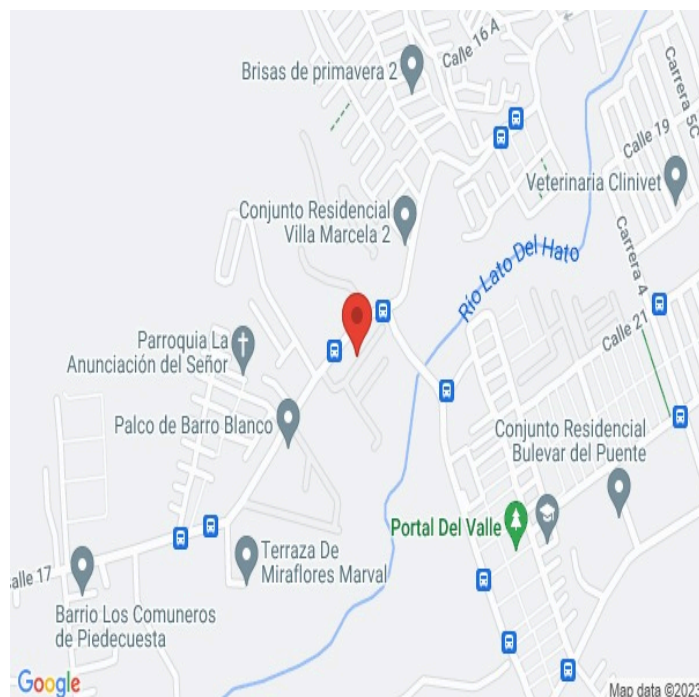 Calle 16 A
Brisas de primavera 2
Carrera 5C
Calle 19
Veterinaria Clinivet
Conjunto Residencial
Villa Marcela 2
Río Lato Del Hato
Carrera 4
Calle 21
Parroquia La
Anunciación del Señor
Palco de Barro Blanco
Conjunto Residencial
Bulevar del Puente
Portal Del Valle
Terraza De
Miraflores Marval
alle 17
Barrio Los Comuneros
de Piedecuesta
Google
Map data ©2023